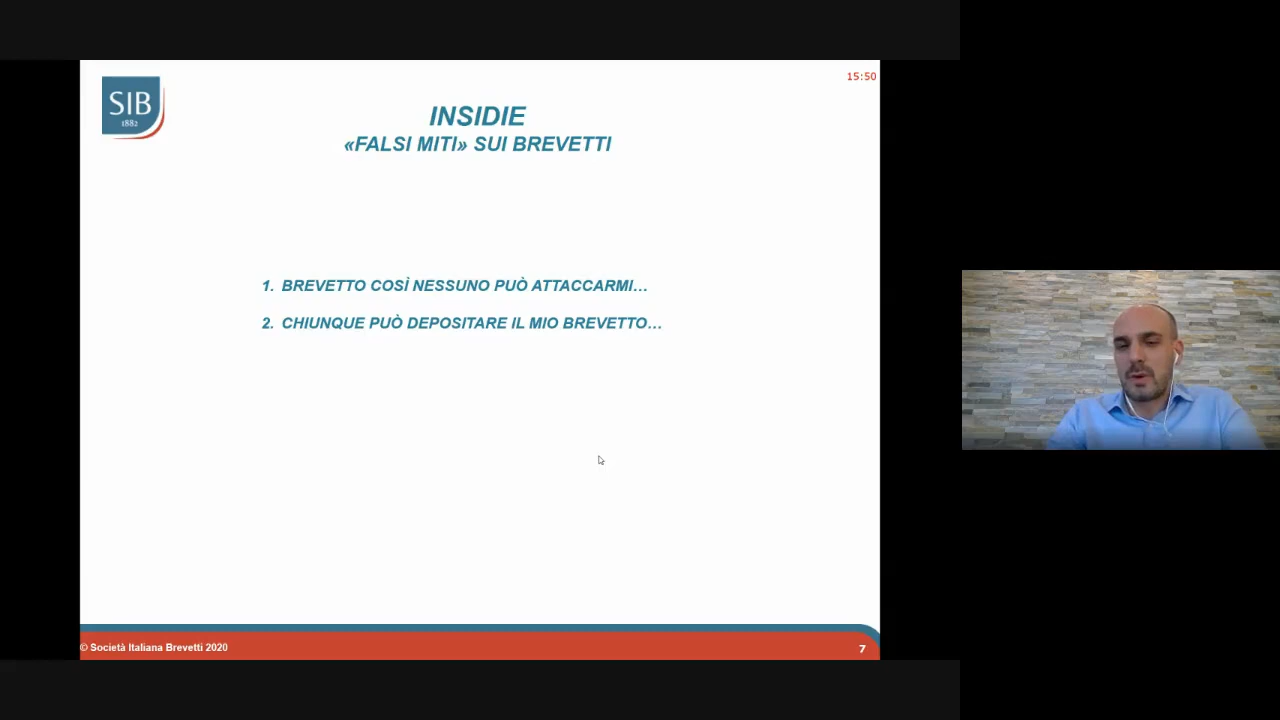 SIB
1882
15:50
INSIDIE
«FALSI MITI» SUI BREVETTI
1. BREVETTO COSÌ NESSUNO PUÒ ATTACCARMI...
2. CHIUNQUE PUÒ DEPOSITARE IL MIO BREVETTO...
© Società Italiana Brevetti 2020
7